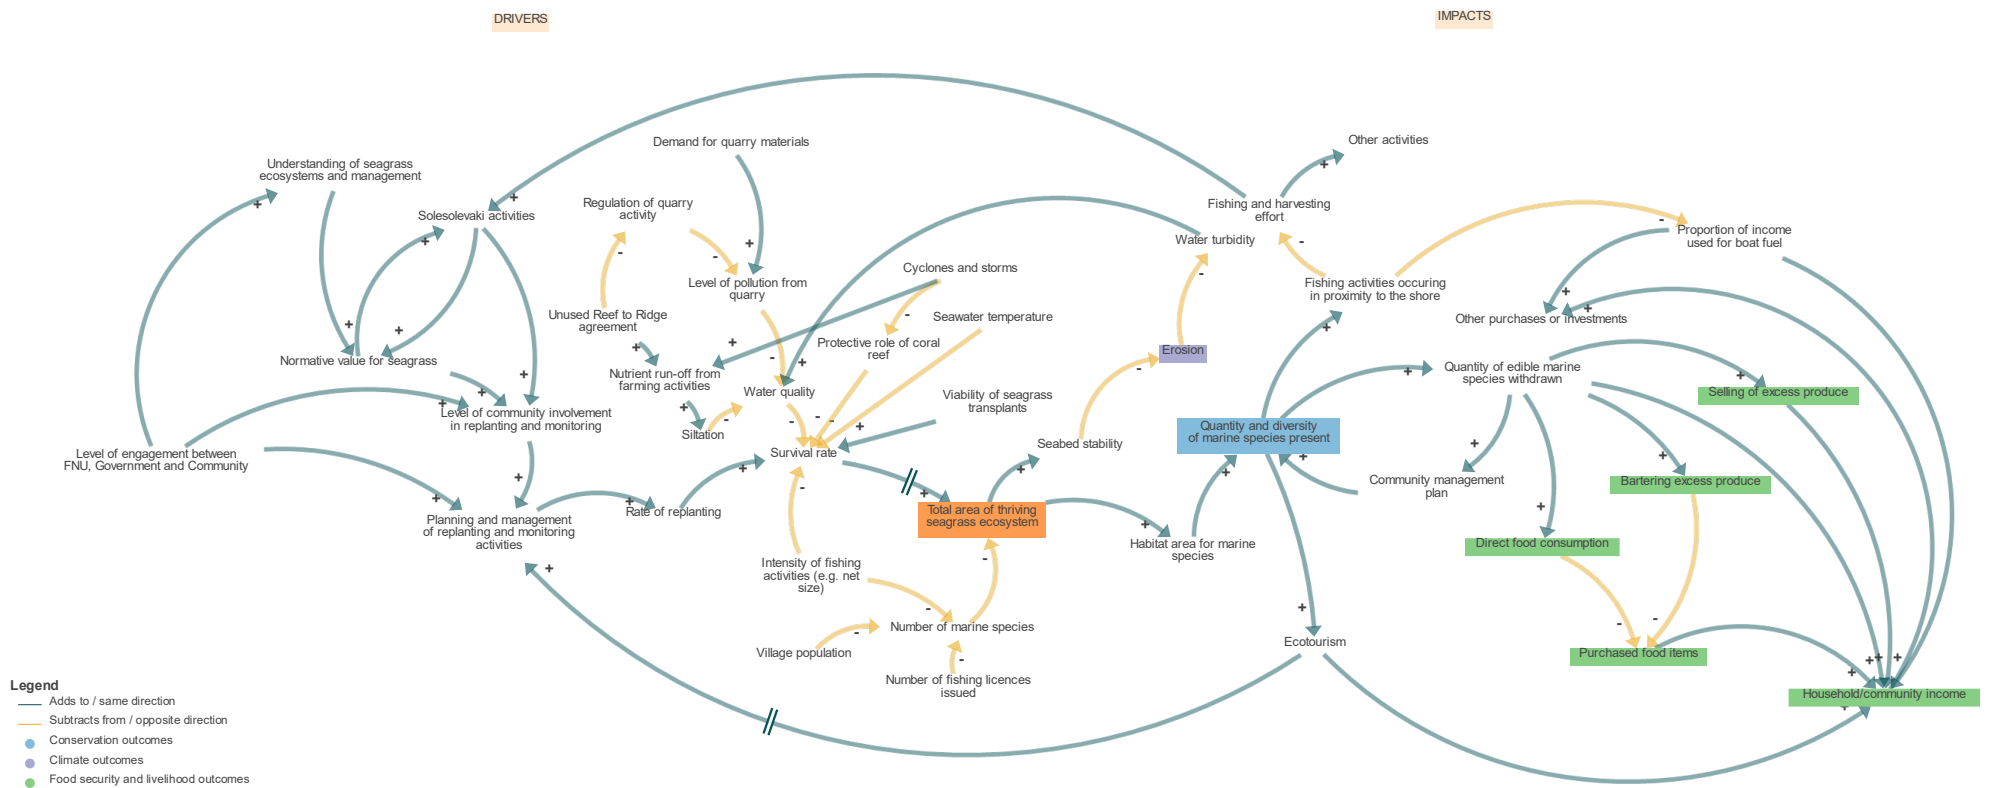 DRIVERS
IMPACTS
Demand for quarry materials
Other activities
Understanding of seagrass
ecosystems and management
Solesolevaki activities
Regulation of quarry
activity
Fishing and harvesting
effort
Water turbidity
Proportion of income
used for boat fuel
Level of pollution from
quarry
Cyclones and storms
Fishing activities occuring
in proximity to the shore
Unused Reef to Ridge
agreement
Seawater temperature
Other purchases or investments
Normative value for seagrass
Protective role of coral
reef
Erosion
Nutrient run-off from
farming activities
Water quality
Quantity of edible marine
species withdrawn
Selling of excess produce
Viability of seagrass
transplants
Level of community involvement
in replanting and monitoring
Siltation
Seabed stability
Quantity and diversity
of marine species present
Level of engagement between
FNU, Government and Community
Survival rate
Community management
plan
Bartering excess produce
Planning and management
of replanting and monitoring
activities
Rate of replanting
Total area of thriving
seagrass ecosystem
Habitat area for marine
species
Direct food consumption
Intensity of fishing
activities (e.g. net
size)
Number of marine species
Village population
Number of fishing licences
issued
Ecotourism
Purchased food items
Household/community income
Legend
Adds to / same direction
Subtracts from / opposite direction
Conservation outcomes
Climate outcomes
Food security and livelihood outcomes